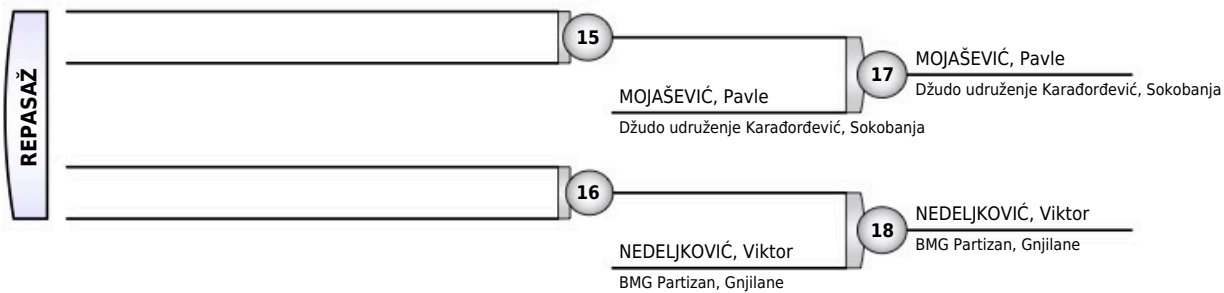 REPASAŽ
15
17
MOJAŠEVIĆ, Pavle
Džudo udruženje Karađorđević, Sokobanja
MOJAŠEVIĆ, Pavle
Džudo udruženje Karađorđević, Sokobanja
16
18
NEDELJKOVIĆ, Viktor
BMG Partizan, Gnjilane
NEDELJKOVIĆ, Viktor
BMG Partizan, Gnjilane